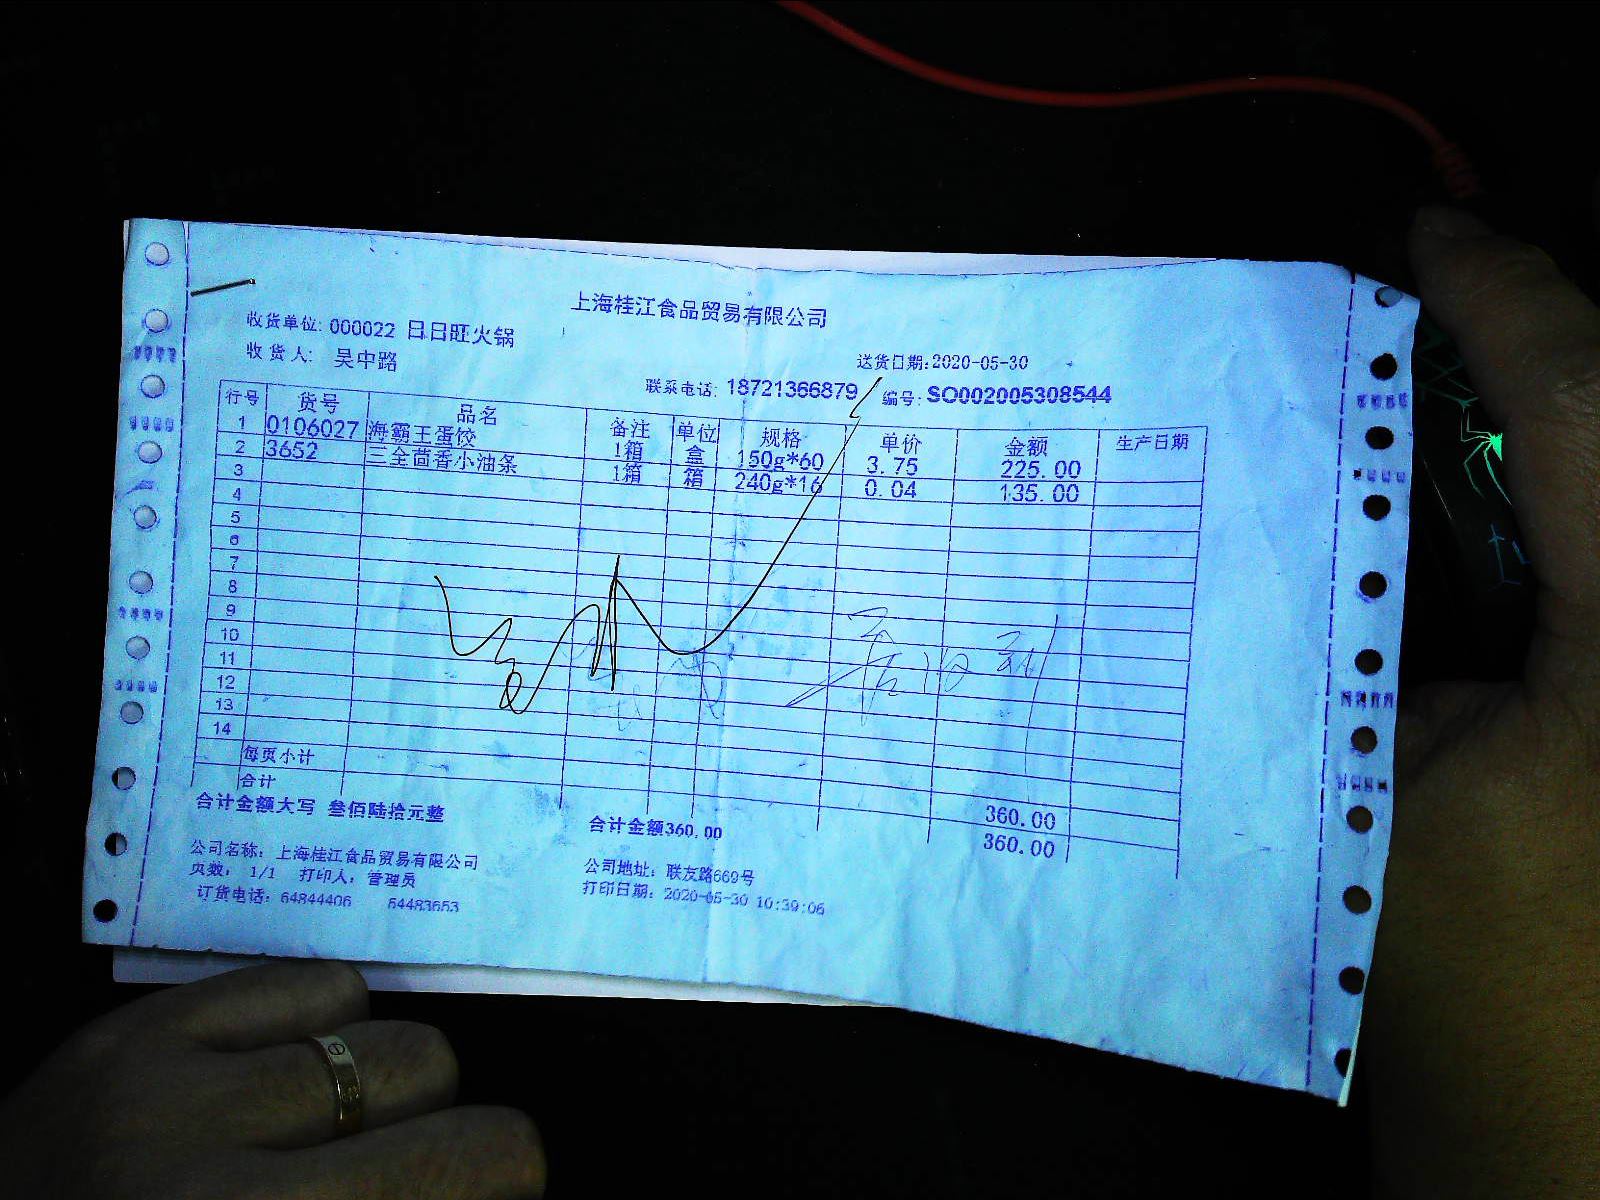 上海桂江食品贸易有限公司
收货单位: 000022 日日旺火锅
收货人: 吴中路
送货日期:2020-05-30
联系电话: 18721366879 编号: SO002005308544
行号 货号 品名 备注 单位 规格 单价 金额 生产日期
1 0106027 海霸王蛋饺 1箱 盒 150g*60 3.75 225.00
2 3652 三全茴香小油条 1箱 箱 240g*16 0.04 135.00
3
4
5
6
7
8
9
10
11
12
13
14
每页小计 360.00
合计 360.00
合计金额大写 叁佰陆拾元整 合计金额360.00
公司名称: 上海桂江食品贸易有限公司 公司地址: 联友路669号
页数: 1/1 打印人: 管理员 打印日期: 2020-05-30 10:39:06
订货电话: 64844406 64483653